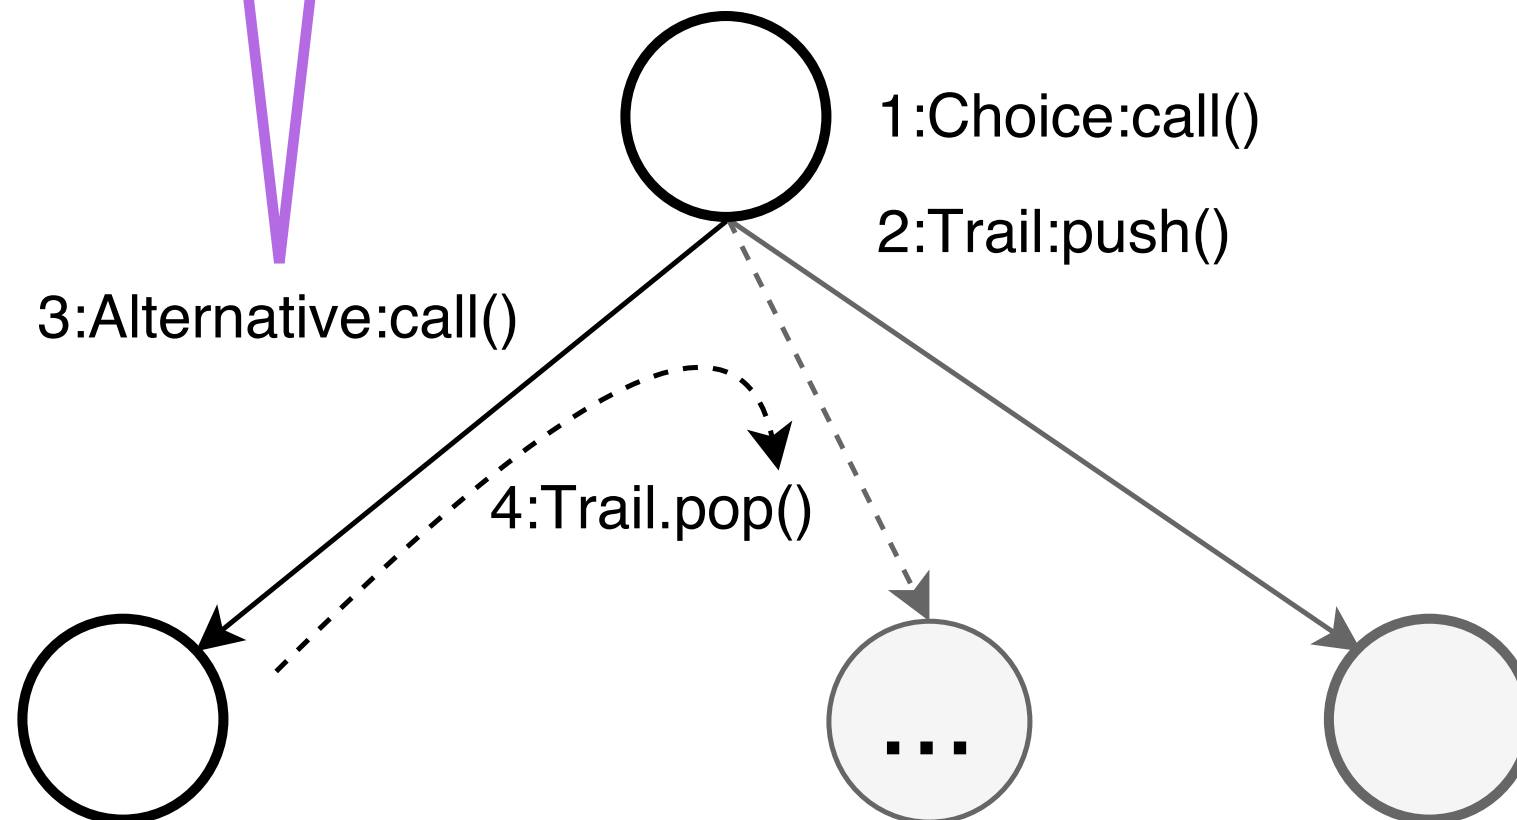 1:Choice:call()
2:Trail:push()
3:Alternative:call()
4:Trail.pop()
...